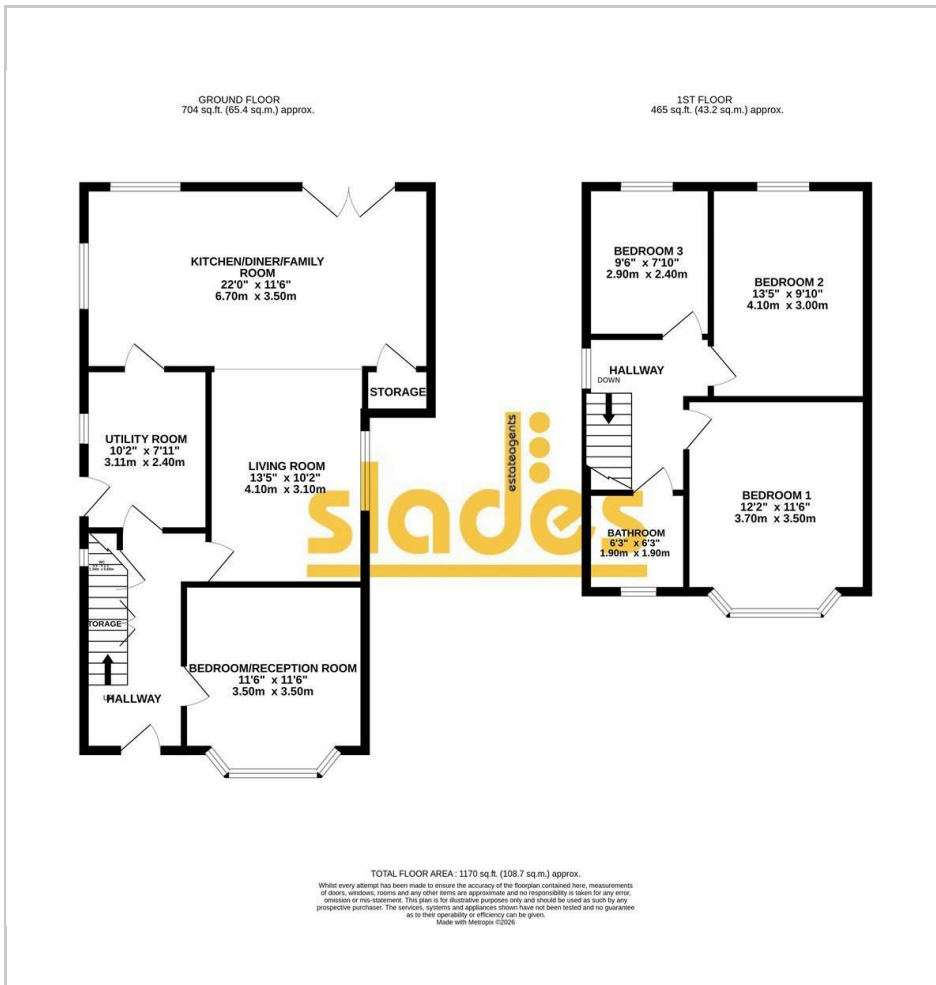 GROUND FLOOR
704 sq.ft. (65.4 sq.m.) approx.
1ST FLOOR
465 sq.ft. (43.2 sq.m.) approx.
KITCHEN/DINER/FAMILY
ROOM
22'0" x 11'6"
6.70m x 3.50m
STORAGE
UTILITY ROOM
10'2" x 7'11"
3.11m x 2.40m
LIVING ROOM
13'5" x 10'2"
4.10m x 3.10m
TORAGE
HALLWAY
BEDROOM/RECEPTION ROOM
11'6" x 11'6"
3.50m x 3.50m
BEDROOM 3
9'6" x 7'10"
2.90m x 2.40m
BEDROOM 2
13'5" x 9'10"
4.10m x 3.00m
HALLWAY
DOWN
BEDROOM 1
12'2" x 11'6"
3.70m x 3.50m
BATHROOM
6'3" x 6'3"
1.90m x 1.90m
slades
estateagents
TOTAL FLOOR AREA : 1170 sq.ft. (108.7 sq.m.) approx.
Whilst every attempt has been made to ensure the accuracy of the floorplan contained here, measurements
of doors, windows, rooms and any other items are approximate and no responsibility is taken for any error,
omission or mis-statement. This plan is for illustrative purposes only and should be used as such by any
prospective purchaser. The services, systems and appliances shown have not been tested and no guarantee
as to their operability or efficiency can be given.
Made with Metropix ©2026